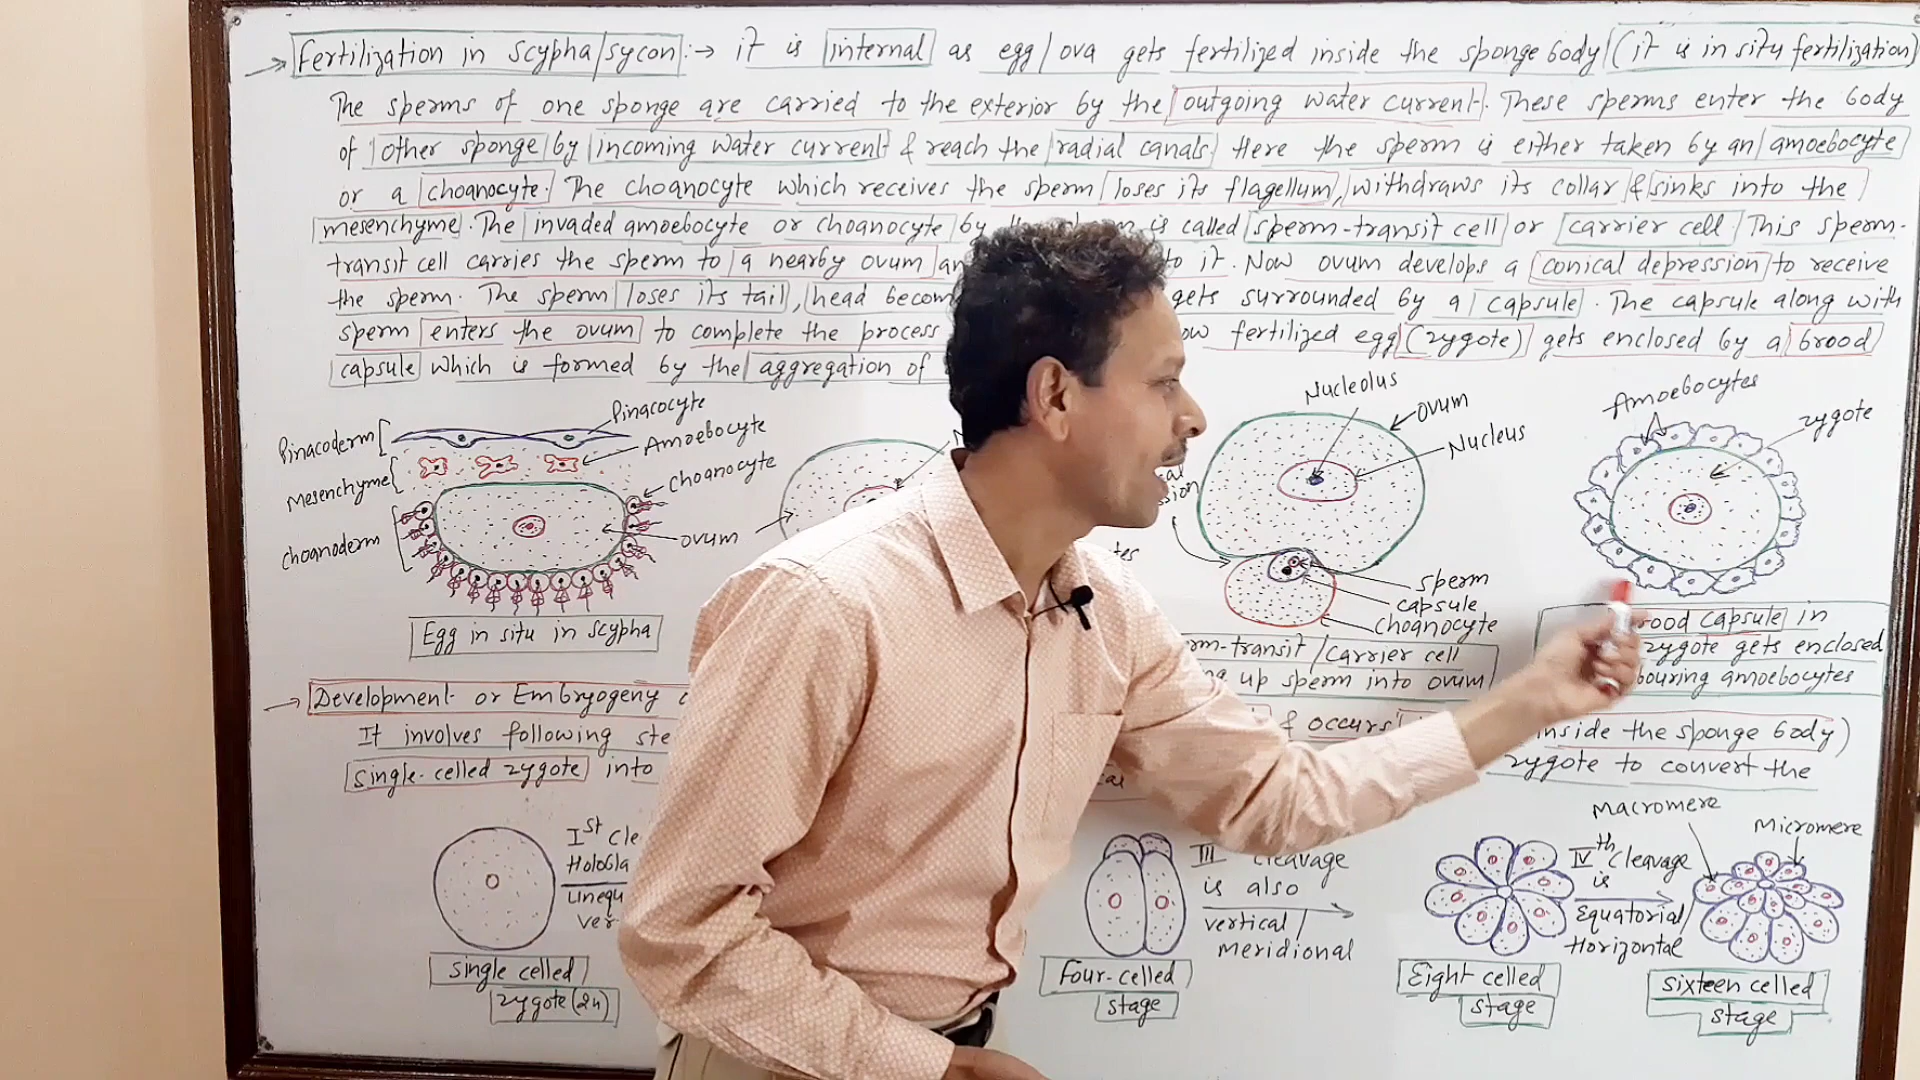 Fertilization in scypha/sycon :→ it is internal as egg/ova gets fertilized inside the sponge body (it is in situ fertilization)
The sperms of one sponge are carried to the exterior by the outgoing water current. These sperms enter the body
of other sponge by incoming water current & reach the radial canals. Here the sperm is either taken by an amoebocyte
or a choanocyte. The choanocyte which receives the sperm loses its flagellum, withdraws its collar & sinks into the
mesenchyme. The invaded amoebocyte or choanocyte by is called sperm-transit cell or carrier cell. This sperm-
transit cell carries the sperm to a nearby ovum to it. Now ovum develops a conical depression to receive
the sperm. The sperm loses its tail, head gets surrounded by a capsule. The capsule along with
sperm enters the ovum to complete the process fertilized egg (zygote) gets enclosed by a brood
capsule which is formed by the aggregation of
Pinacoderm
Pinacocyte
Amoebocyte
Mesenchyme
choanocyte
choanoderm
ovum
Egg in situ in scypha
Nucleolus
ovum
Nucleus
sperm
capsule
choanocyte
/carrier cell
up sperm into ovum
Amoebocytes
zygote
capsule in
zygote gets enclosed
amoebocytes
→ Development or Embryogeny
& occurs inside the sponge body)
It involves following
zygote to convert the
single-celled zygote into
Ist
single celled
zygote (2n)
Four-celled
stage
III cleavage
is also
vertical/
meridional
Eight celled
stage
IVth cleavage
is
Equatorial/
Horizontal
Macromere
Micromere
sixteen celled
stage